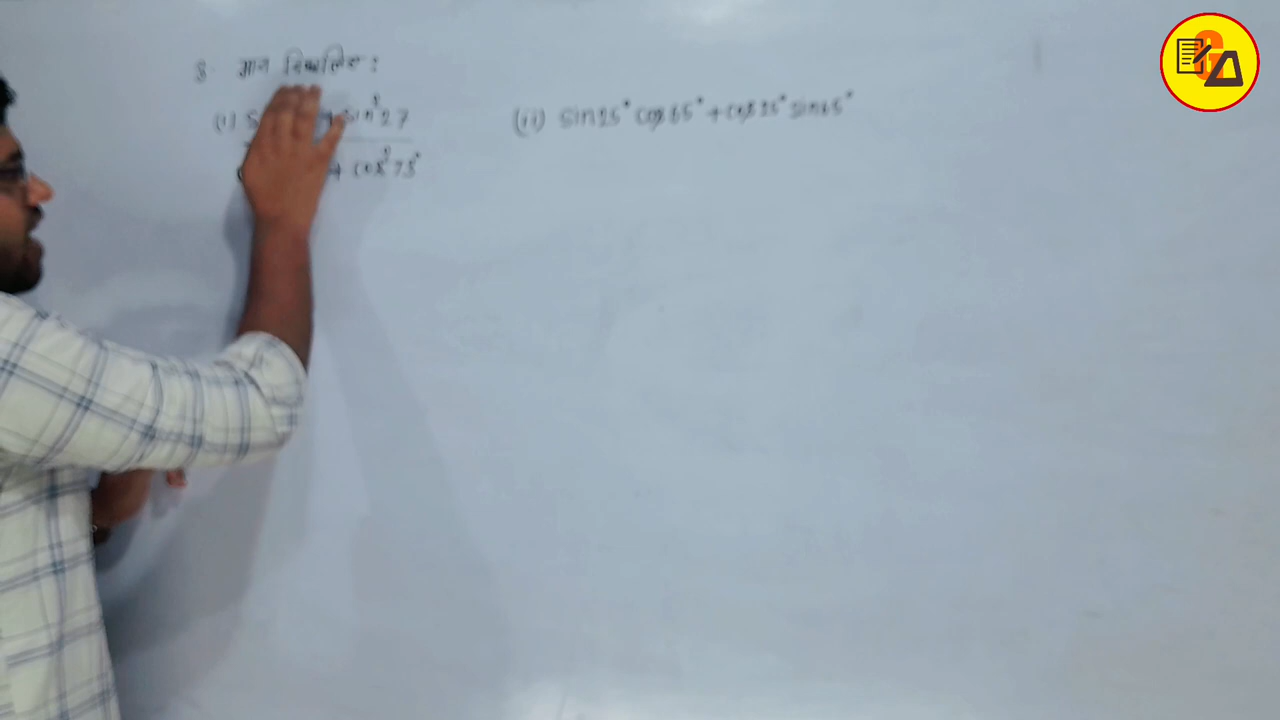 8. मान निकालिए :
(i) s + sin²27
+ cos²73°
(ii) sin25° cos65° + cos25° sin65°